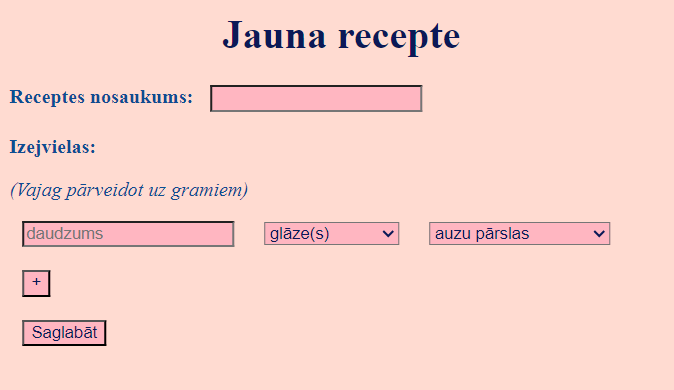 Jauna recepte
Receptes nosaukums:
Izejvielas:
(Vajag pārveidot uz gramiem)
daudzums glāze(s) auzu pārslas
+
Saglabāt